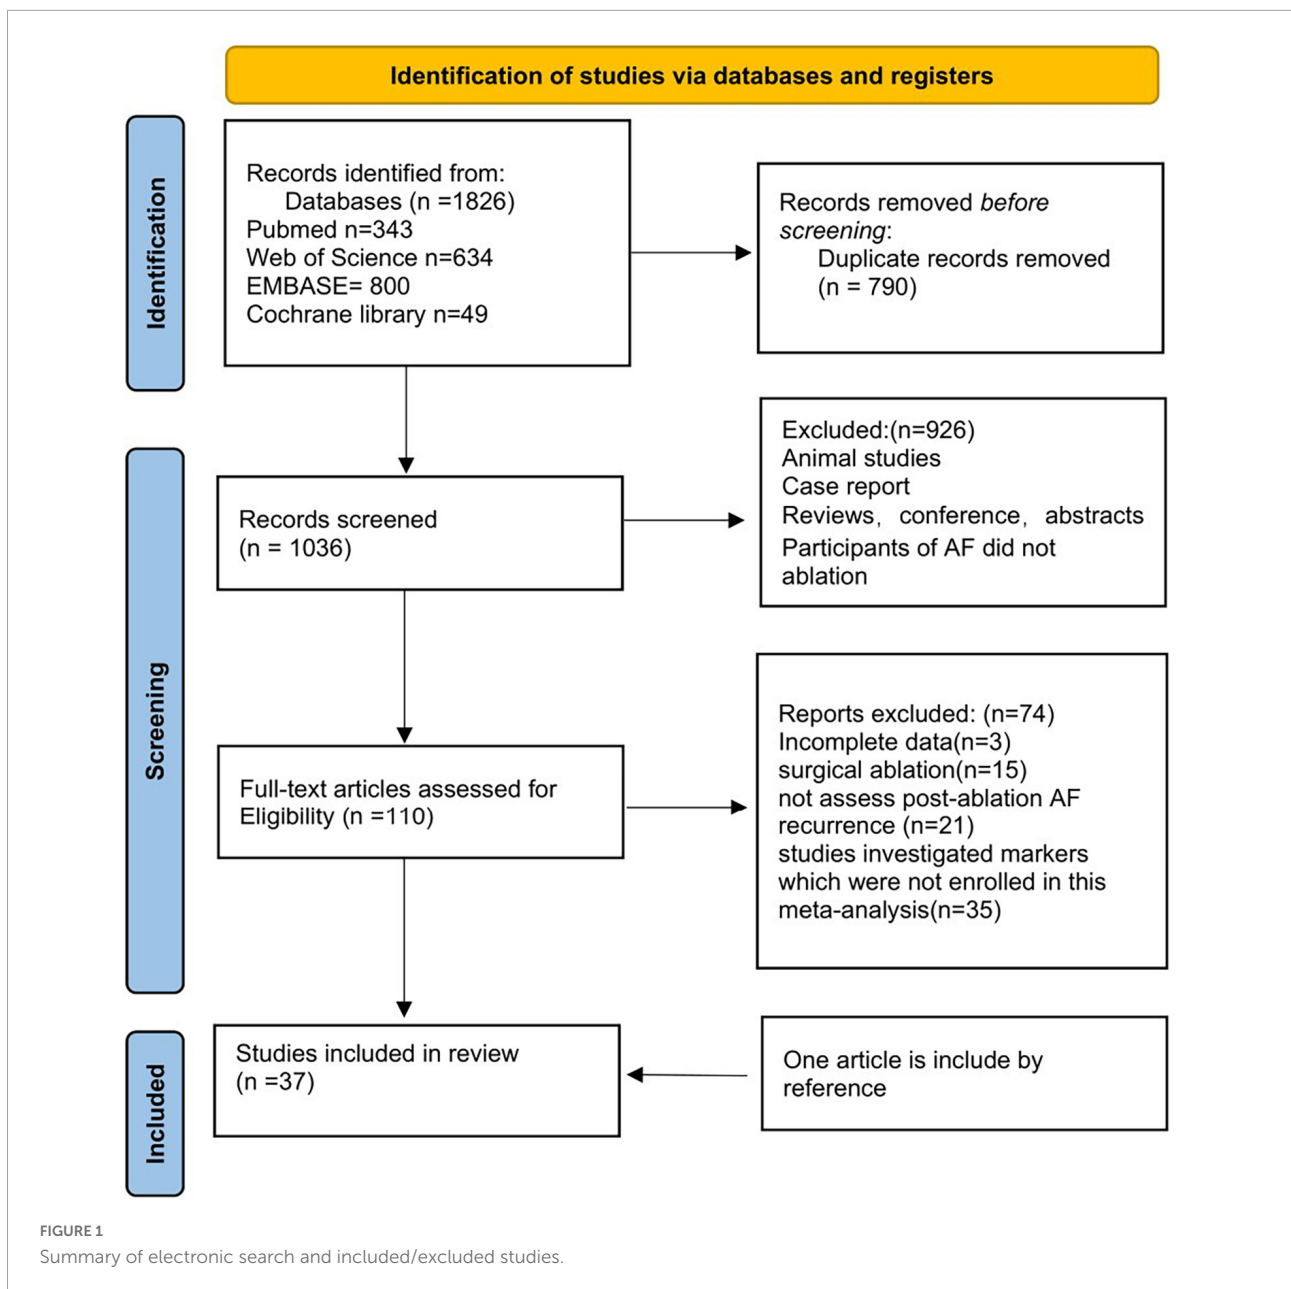 Identification of studies via databases and registers
Identification
Records identified from:
Databases (n =1826)
Pubmed n=343
Web of Science n=634
EMBASE= 800
Cochrane library n=49
Records removed before
screening:
Duplicate records removed
(n = 790)
Screening
Records screened
(n = 1036)
Excluded:(n=926)
Animal studies
Case report
Reviews, conference, abstracts
Participants of AF did not
ablation
Full-text articles assessed for
Eligibility (n =110)
Reports excluded: (n=74)
Incomplete data(n=3)
surgical ablation(n=15)
not assess post-ablation AF
recurrence (n=21)
studies investigated markers
which were not enrolled in this
meta-analysis(n=35)
Included
Studies included in review
(n =37)
One article is include by
reference
FIGURE 1
Summary of electronic search and included/excluded studies.